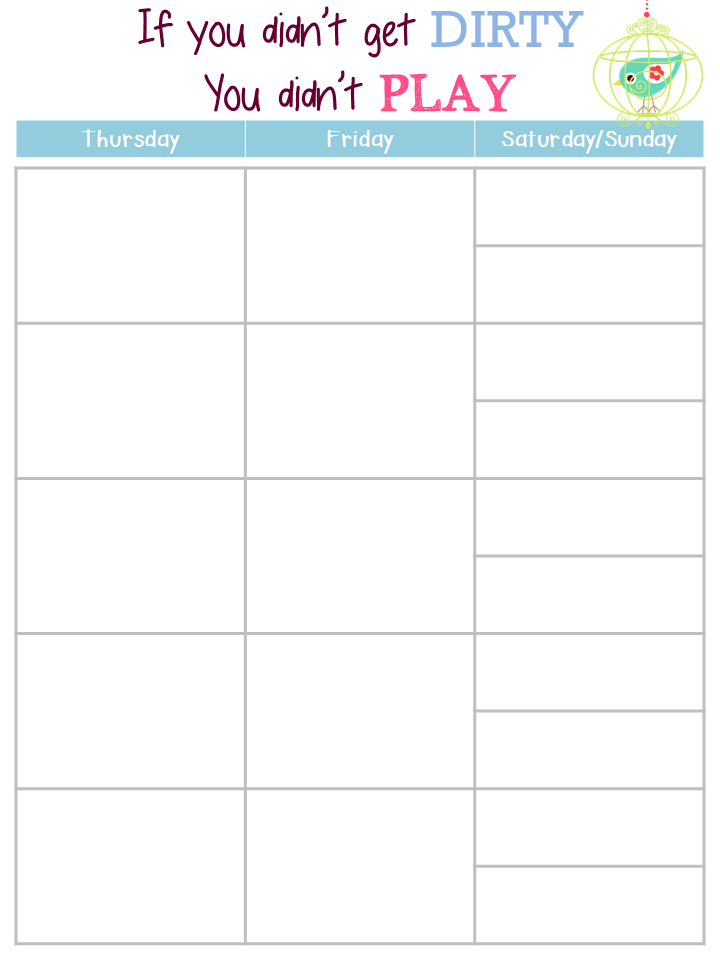 If you didn't get DIRTY
You didn't PLAY
Thursday Friday Saturday/Sunday